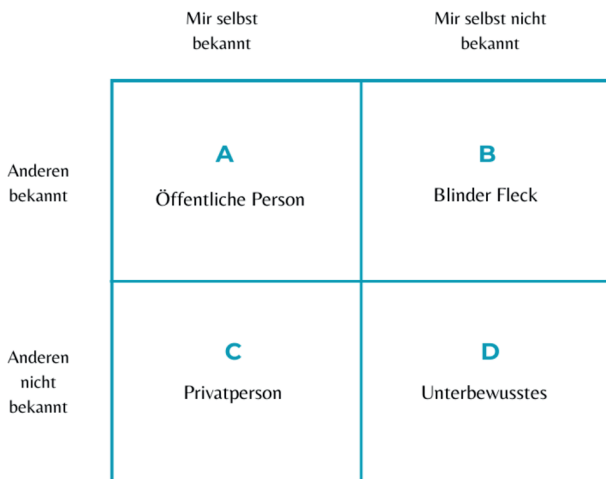 Mir selbst
bekannt
Mir selbst nicht
bekannt
Anderen
bekannt
A
Öffentliche Person
B
Blinder Fleck
Anderen
nicht
bekannt
C
Privatperson
D
Unterbewusstes